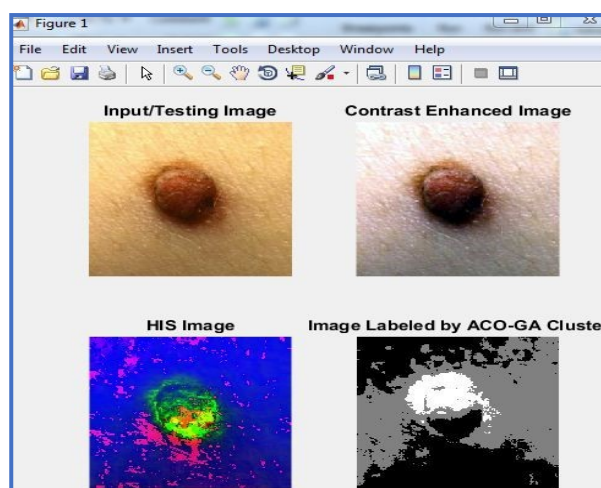 Figure 1
File Edit View Insert Tools Desktop Window Help
Input/Testing Image Contrast Enhanced Image
HIS Image Image Labeled by ACO-GA Cluste